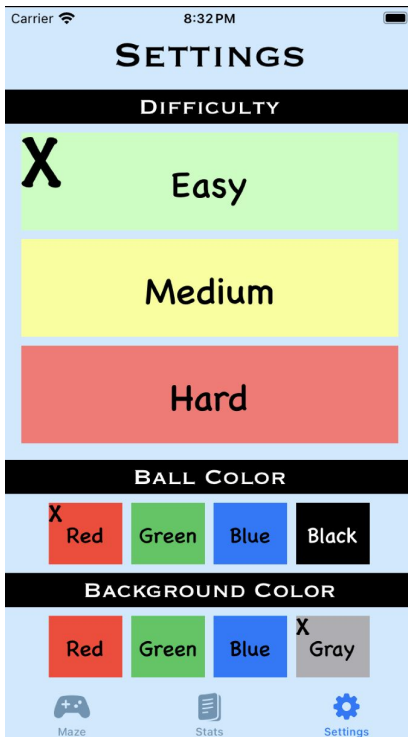 Carrier 8:32 PM
SETTINGS
DIFFICULTY
X
Easy
Medium
Hard
BALL COLOR
X
Red Green Blue Black
BACKGROUND COLOR
X
Red Green Blue Gray
Maze Stats Settings